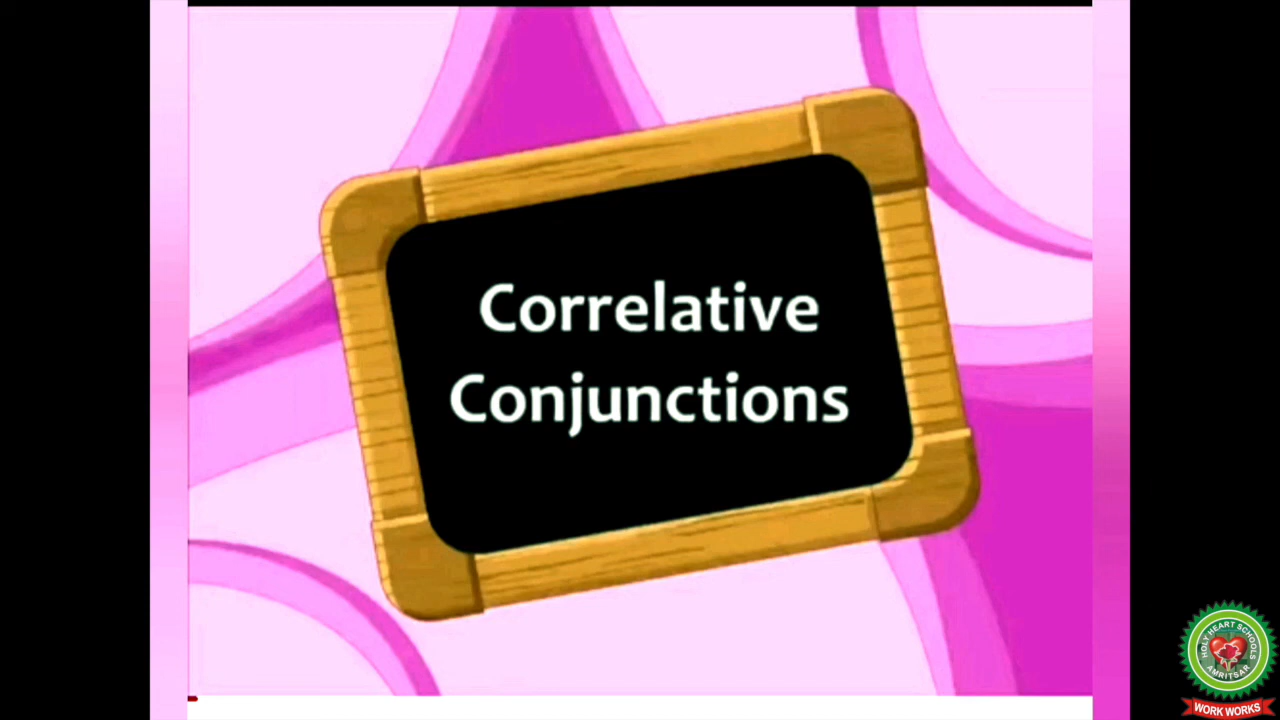 Correlative
Conjunctions
HOLY HEART SCHOOLS
AMRITSAR
WORK WORKS